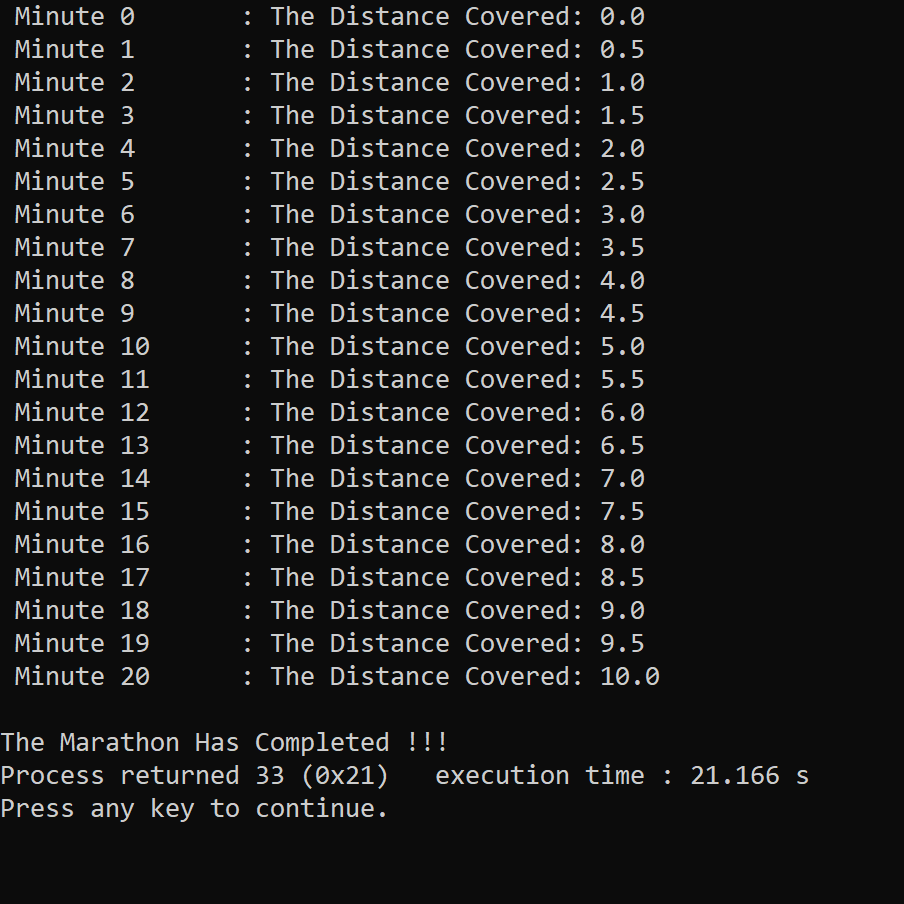 Minute 0 : The Distance Covered: 0.0
Minute 1 : The Distance Covered: 0.5
Minute 2 : The Distance Covered: 1.0
Minute 3 : The Distance Covered: 1.5
Minute 4 : The Distance Covered: 2.0
Minute 5 : The Distance Covered: 2.5
Minute 6 : The Distance Covered: 3.0
Minute 7 : The Distance Covered: 3.5
Minute 8 : The Distance Covered: 4.0
Minute 9 : The Distance Covered: 4.5
Minute 10 : The Distance Covered: 5.0
Minute 11 : The Distance Covered: 5.5
Minute 12 : The Distance Covered: 6.0
Minute 13 : The Distance Covered: 6.5
Minute 14 : The Distance Covered: 7.0
Minute 15 : The Distance Covered: 7.5
Minute 16 : The Distance Covered: 8.0
Minute 17 : The Distance Covered: 8.5
Minute 18 : The Distance Covered: 9.0
Minute 19 : The Distance Covered: 9.5
Minute 20 : The Distance Covered: 10.0
The Marathon Has Completed !!!
Process returned 33 (0x21) execution time : 21.166 s
Press any key to continue.